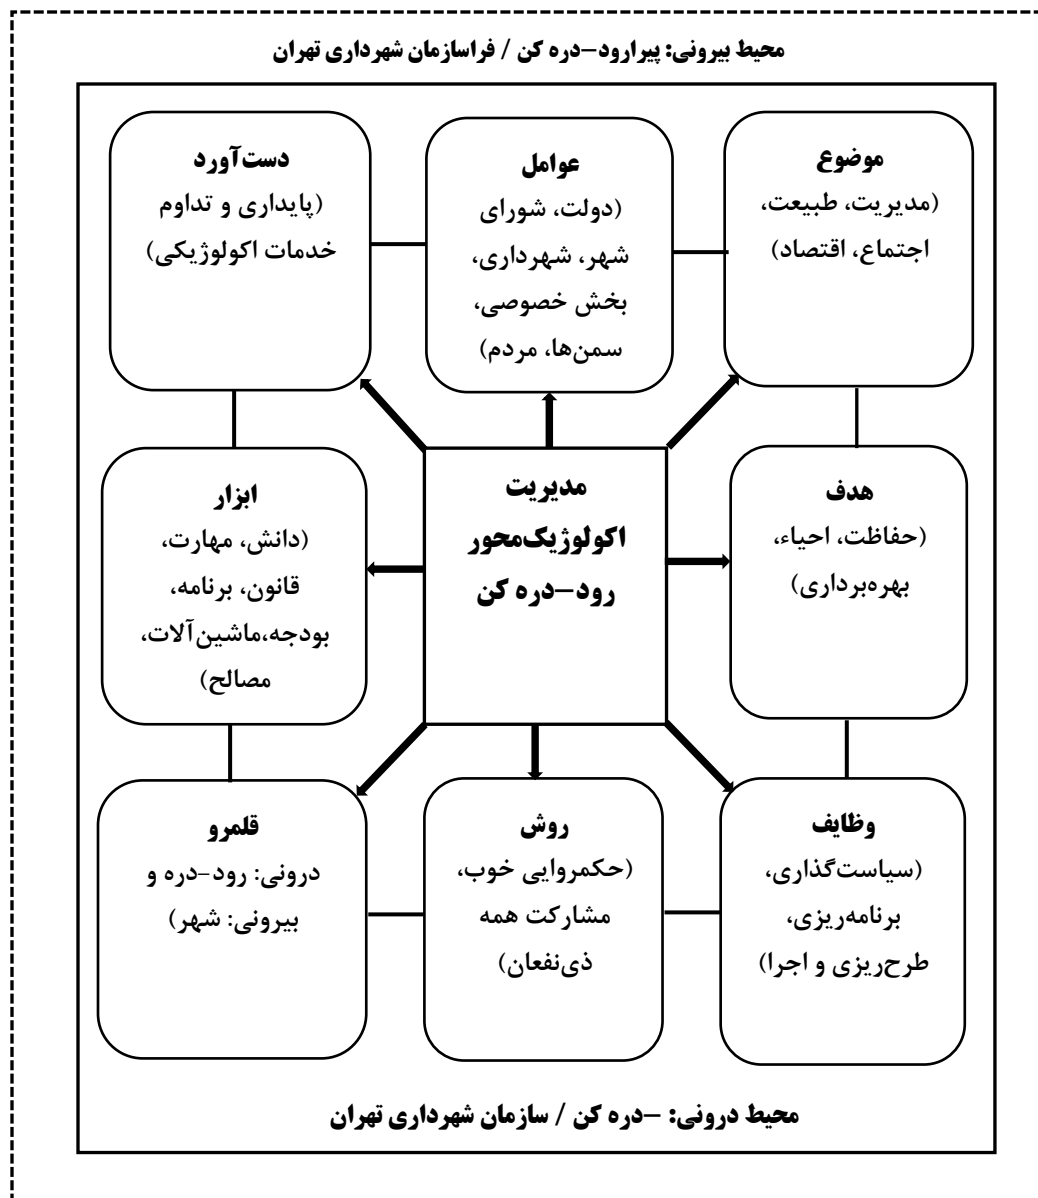 محیط بیرونی: پیرارود-دره کن / فراسازمان شهرداری تهران
موضوع
(مدیریت، طبیعت،
اجتماع، اقتصاد)
عوامل
(دولت، شورای
شهر، شهرداری،
بخش خصوصی،
سمن‌ها، مردم)
دست‌آورد
(پایداری و تداوم
خدمات اکولوژیکی)
هدف
(حفاظت، احیاء،
بهره‌برداری)
مدیریت
اکولوژیک‌محور
رود-دره کن
ابزار
(دانش، مهارت،
قانون، برنامه،
بودجه،ماشین‌آلات،
مصالح)
وظایف
(سیاست‌گذاری،
برنامه‌ریزی،
طرح‌ریزی و اجرا)
روش
(حکمروایی خوب،
مشارکت همه
ذی‌نفعان)
قلمرو
درونی: رود-دره و
بیرونی: شهر)
محیط درونی: -دره کن / سازمان شهرداری تهران